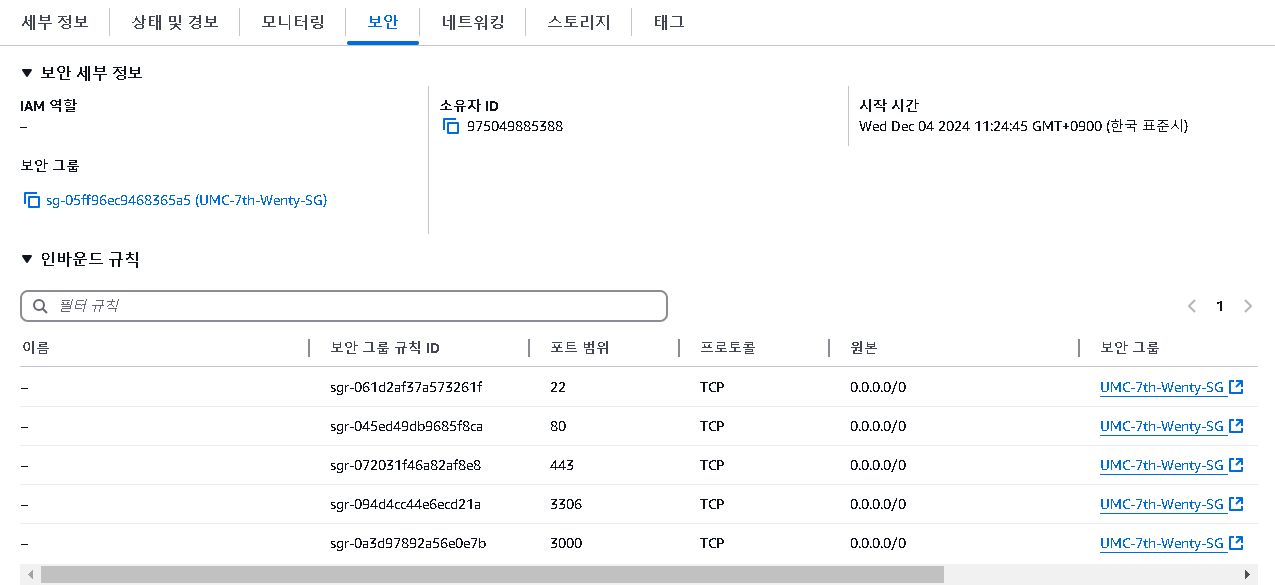 세부 정보 상태 및 경보 모니터링 보안 네트워킹 스토리지 태그
▼ 보안 세부 정보
IAM 역할 소유자 ID 시작 시간
– 975049885388 Wed Dec 04 2024 11:24:45 GMT+0900 (한국 표준시)
보안 그룹
sg-05ff96ec9468365a5 (UMC-7th-Wenty-SG)
▼ 인바운드 규칙
필터 규칙 1
이름 보안 그룹 규칙 ID 포트 범위 프로토콜 원본 보안 그룹
– sgr-061d2af37a573261f 22 TCP 0.0.0.0/0 UMC-7th-Wenty-SG
– sgr-045ed49db9685f8ca 80 TCP 0.0.0.0/0 UMC-7th-Wenty-SG
– sgr-072031f46a82af8e8 443 TCP 0.0.0.0/0 UMC-7th-Wenty-SG
– sgr-094d4cc44e6ecd21a 3306 TCP 0.0.0.0/0 UMC-7th-Wenty-SG
– sgr-0a3d97892a56e0e7b 3000 TCP 0.0.0.0/0 UMC-7th-Wenty-SG